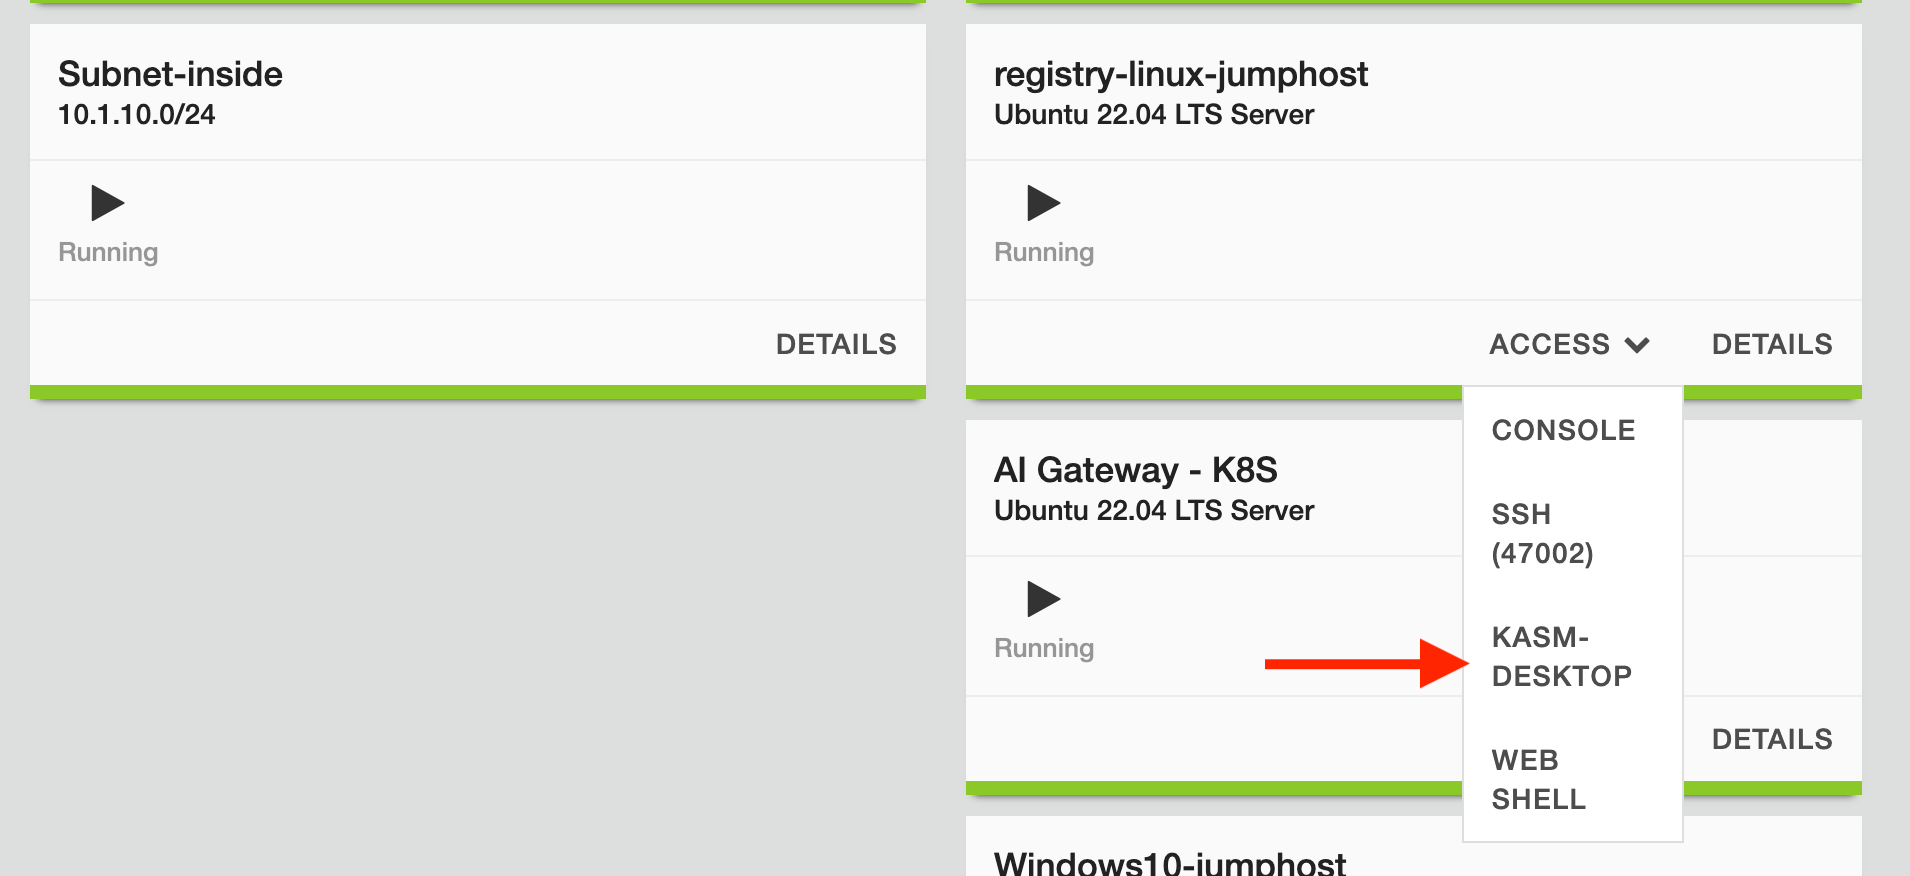 Subnet-inside
10.1.10.0/24
Running
DETAILS
registry-linux-jumphost
Ubuntu 22.04 LTS Server
Running
ACCESS
DETAILS
CONSOLE
SSH
(47002)
KASM-
DESKTOP
WEB
SHELL
AI Gateway - K8S
Ubuntu 22.04 LTS Server
Running
DETAILS
Windows10-jumphost